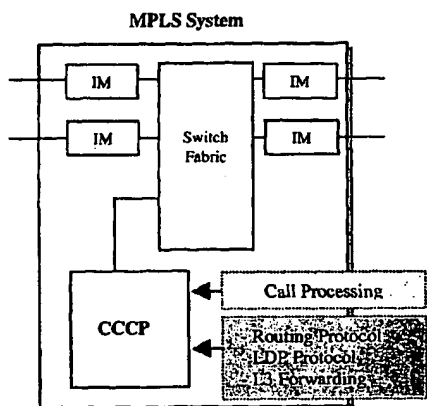 MPLS System
IM
IM
IM
IM
Switch
Fabric
CCCP
Call Processing
Routing Protocol
LDP Protocol
L3 Forwarding